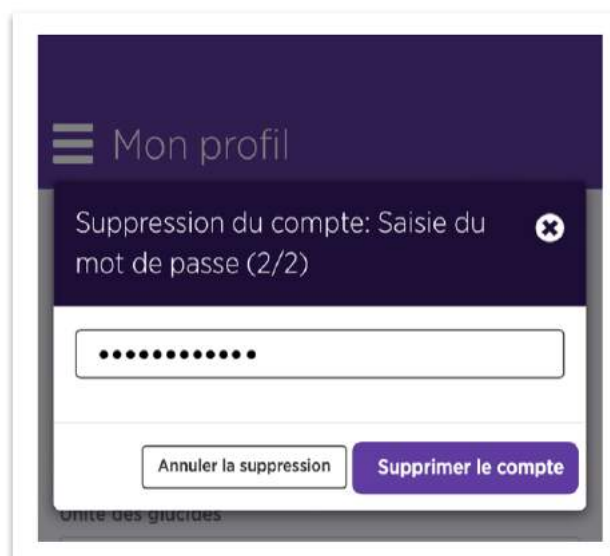 Mon profil
Suppression du compte: Saisie du
mot de passe (2/2)
••••••••••••
Annuler la suppression
Supprimer le compte
Unité des glucides